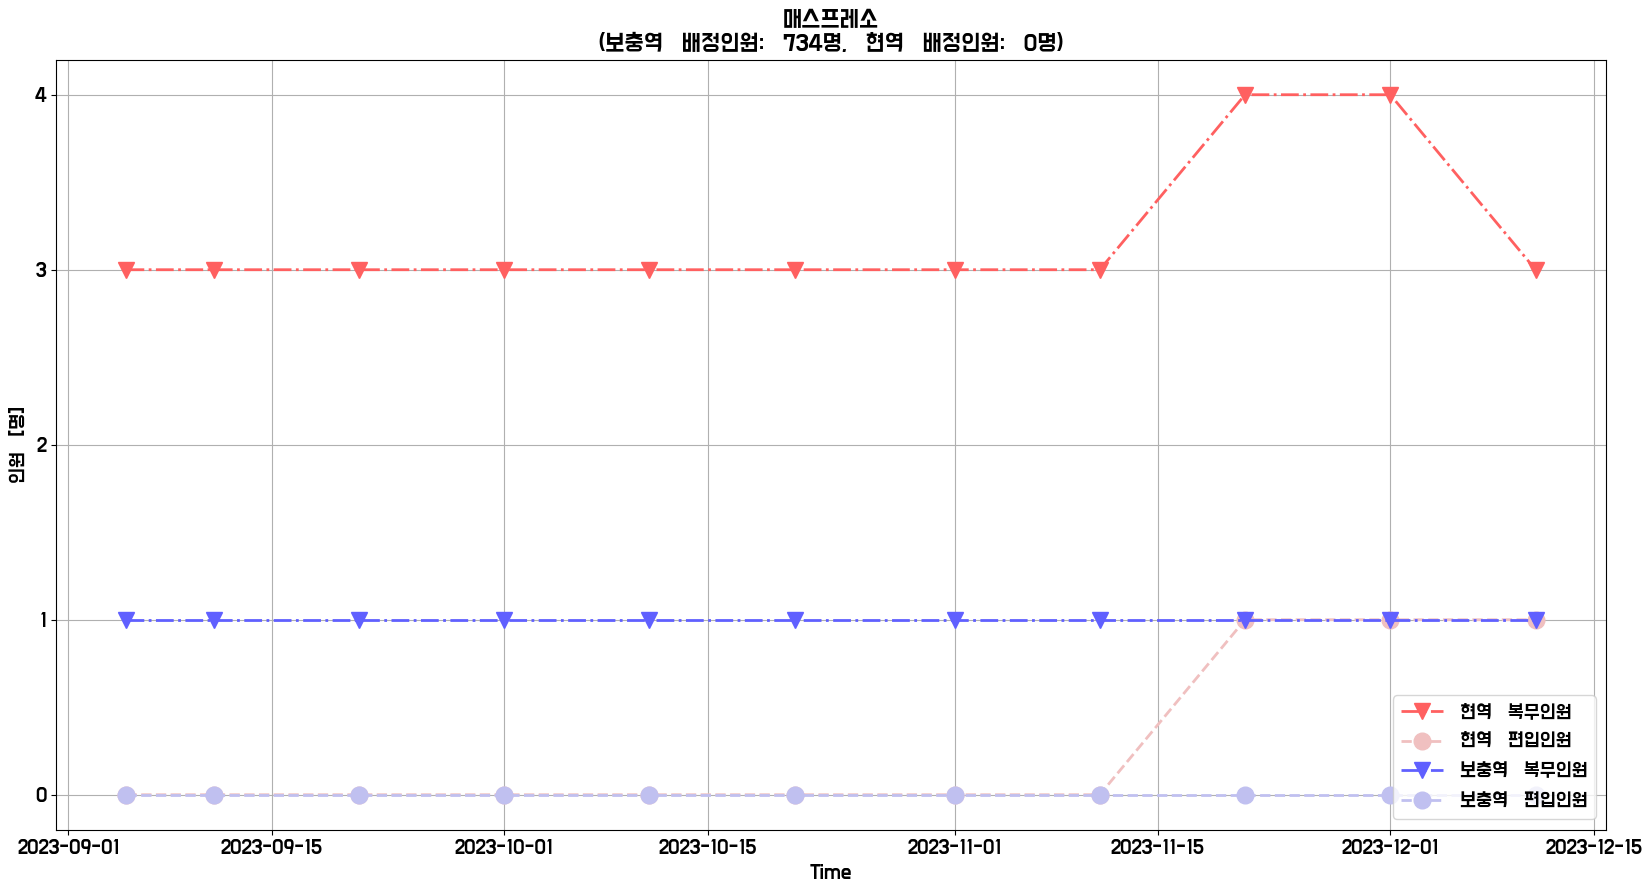 매스프레소
(보충역 배정인원: 734명, 현역 배정인원: 0명)
인원 [명]
4
3
2
1
0
2023-09-01 2023-09-15 2023-10-01 2023-10-15 2023-11-01 2023-11-15 2023-12-01 2023-12-15
Time
현역 복무인원
현역 편입인원
보충역 복무인원
보충역 편입인원